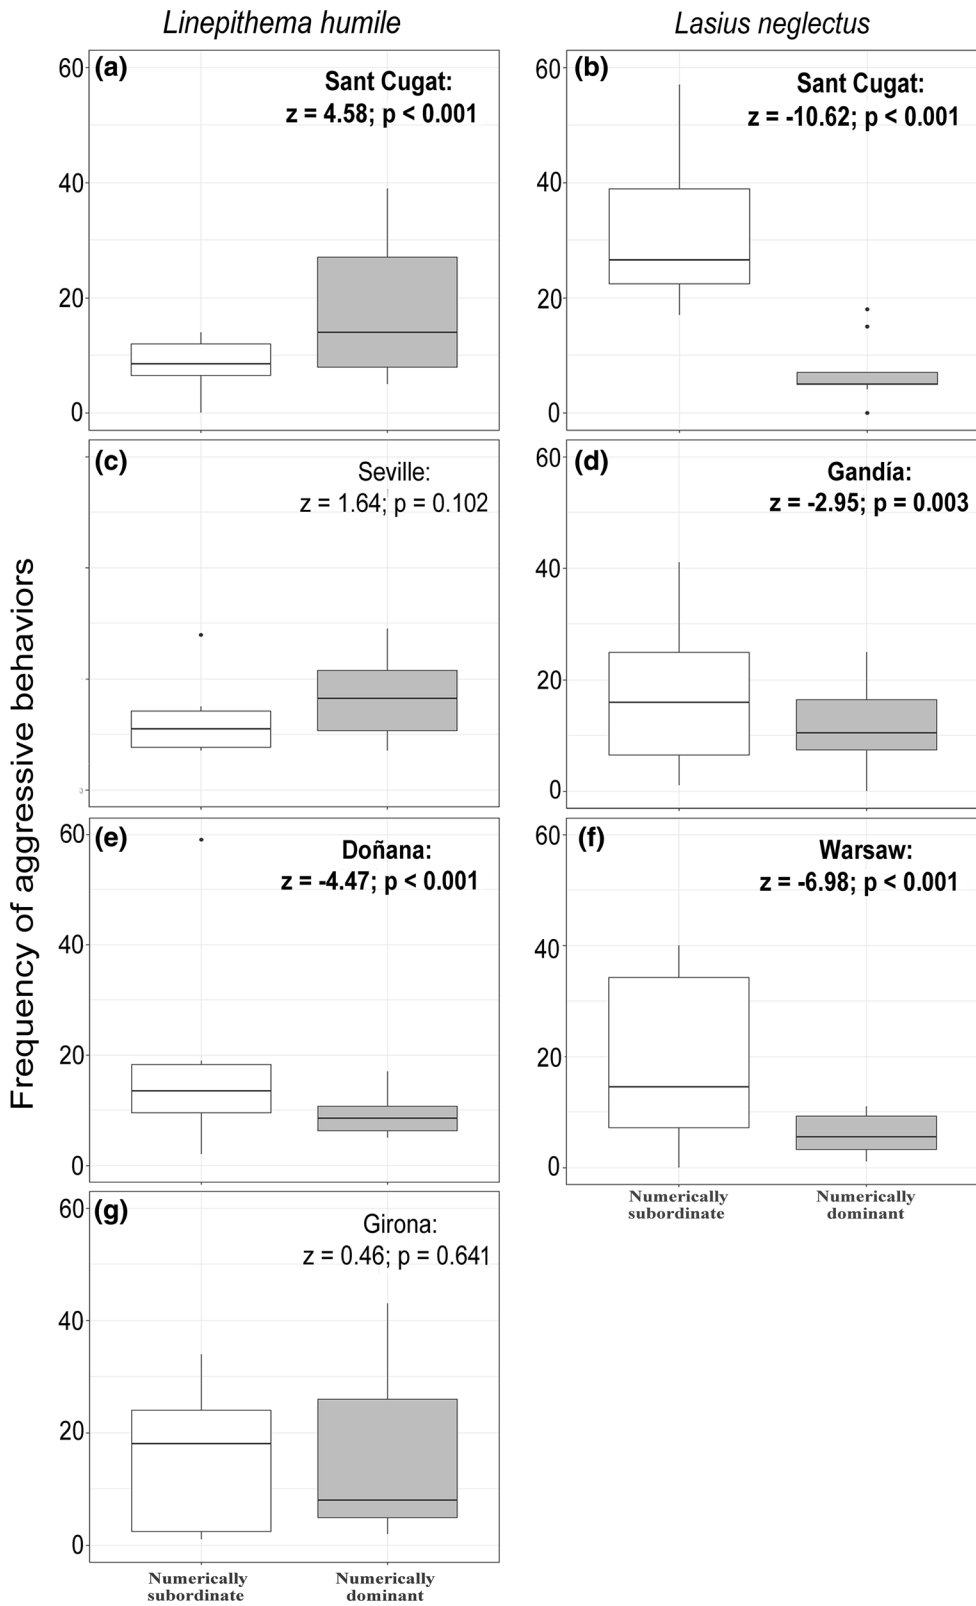 Linepithema humile
Lasius neglectus
Frequency of aggressive behaviors
(a)
Sant Cugat:
z = 4.58; p < 0.001
60
40
20
0
(b)
Sant Cugat:
z = -10.62; p < 0.001
60
40
20
0
(c)
Seville:
z = 1.64; p = 0.102
(d)
Gandía:
z = -2.95; p = 0.003
60
40
20
0
(e)
Doñana:
z = -4.47; p < 0.001
60
40
20
0
(f)
Warsaw:
z = -6.98; p < 0.001
60
40
20
0
Numerically
subordinate
Numerically
dominant
(g)
Girona:
z = 0.46; p = 0.641
60
40
20
0
Numerically
subordinate
Numerically
dominant